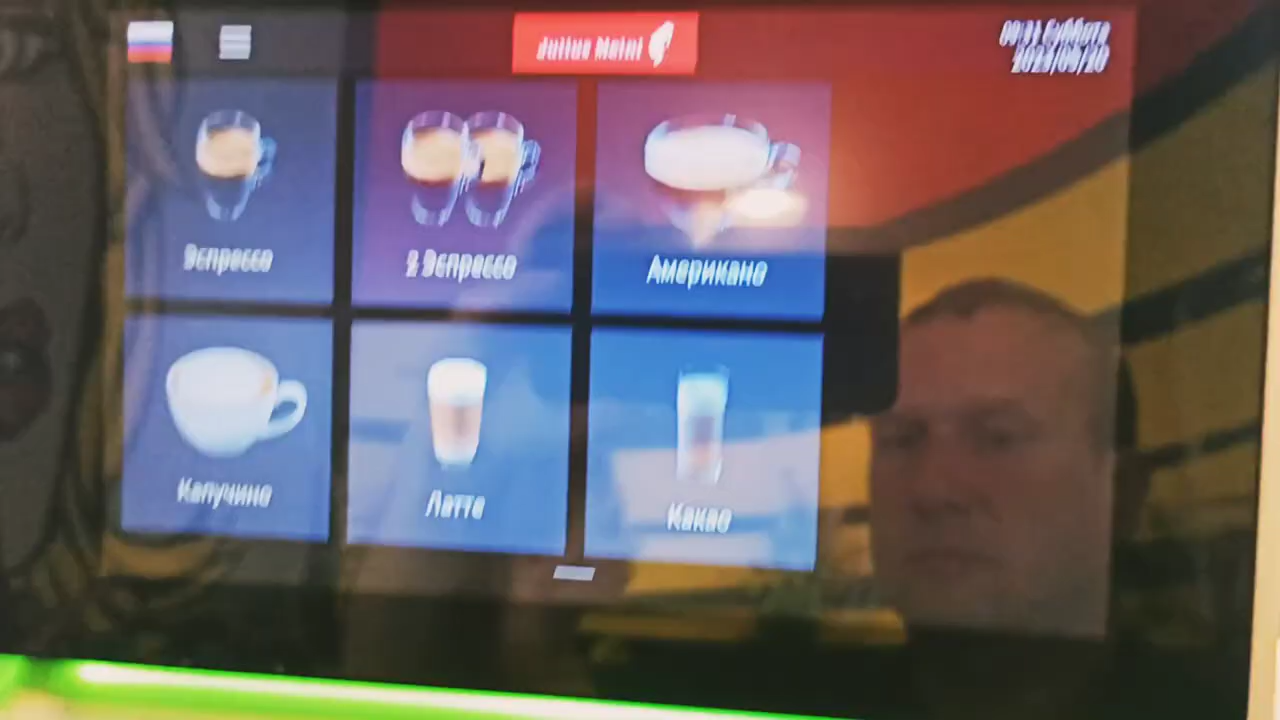 Julius Meinl
Эспрессо
2 Эспрессо
Американо
Капучино
Латте
Какао